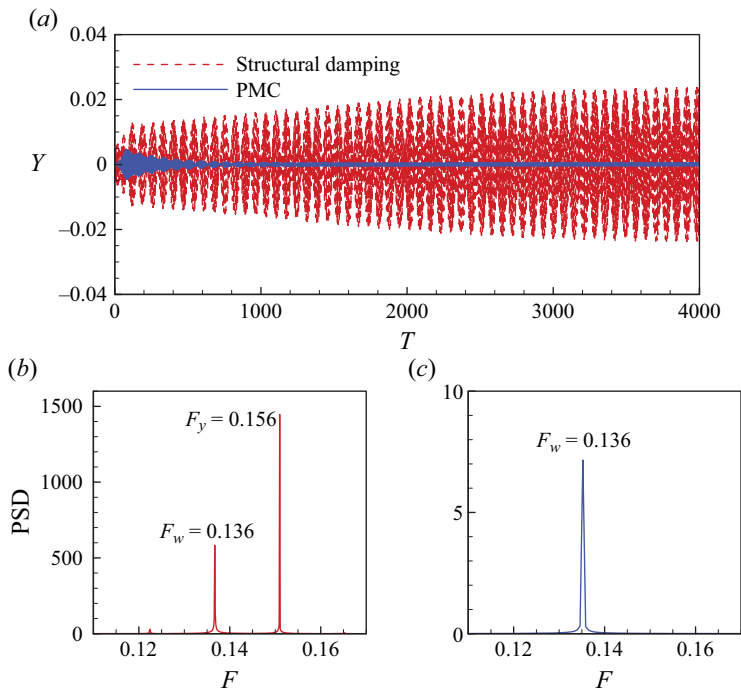 (a)
0.04
0.02
0
–0.02
–0.04
Y
Structural damping
PMC
0 1000 2000 3000 4000
T
(b)
1500
1000
500
0
PSD
F_y = 0.156
F_w = 0.136
0.12 0.14 0.16
F
(c)
10
5
0
F_w = 0.136
0.12 0.14 0.16
F